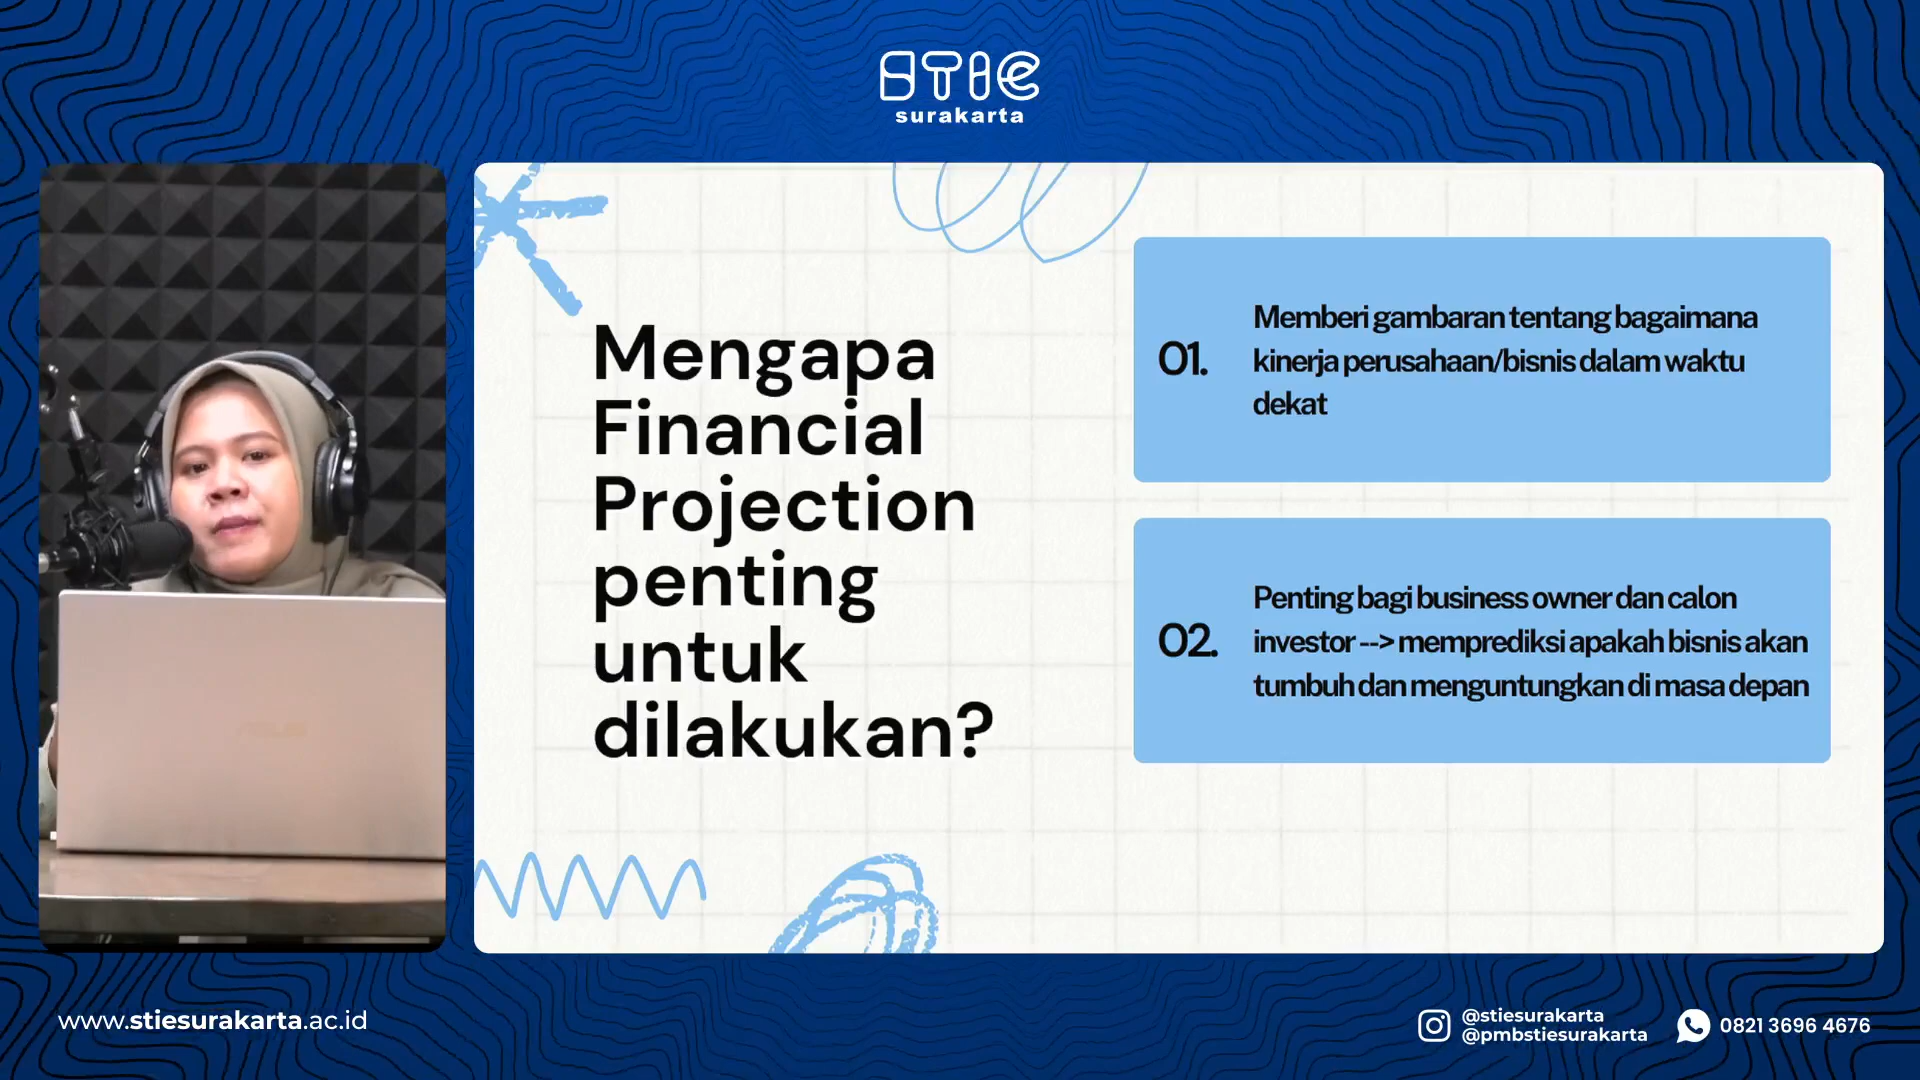 STIE
surakarta
Mengapa
Financial
Projection
penting
untuk
dilakukan?
01.
Memberi gambaran tentang bagaimana
kinerja perusahaan/bisnis dalam waktu
dekat
02.
Penting bagi business owner dan calon
investor --> memprediksi apakah bisnis akan
tumbuh dan menguntungkan di masa depan
ASUS
www.stiesurakarta.ac.id
@stiesurakarta
@pmbstiesurakarta
0821 3696 4676